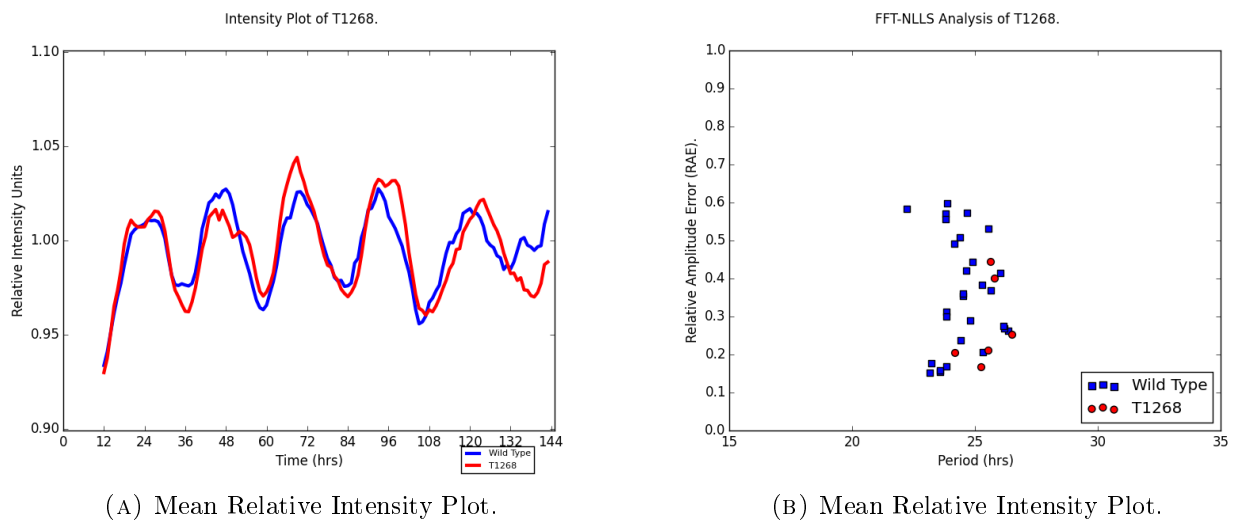 Intensity Plot of T1268.
1.10
1.05
1.00
0.95
0.90
Relative Intensity Units
0 12 24 36 48 60 72 84 96 108 120 132 144
Time (hrs)
Wild Type
T1268
(A) Mean Relative Intensity Plot.
FFT-NLLS Analysis of T1268.
1.0
0.9
0.8
0.7
0.6
0.5
0.4
0.3
0.2
0.1
0.0
Relative Amplitude Error (RAE).
15 20 25 30 35
Period (hrs)
Wild Type
T1268
(B) Mean Relative Intensity Plot.